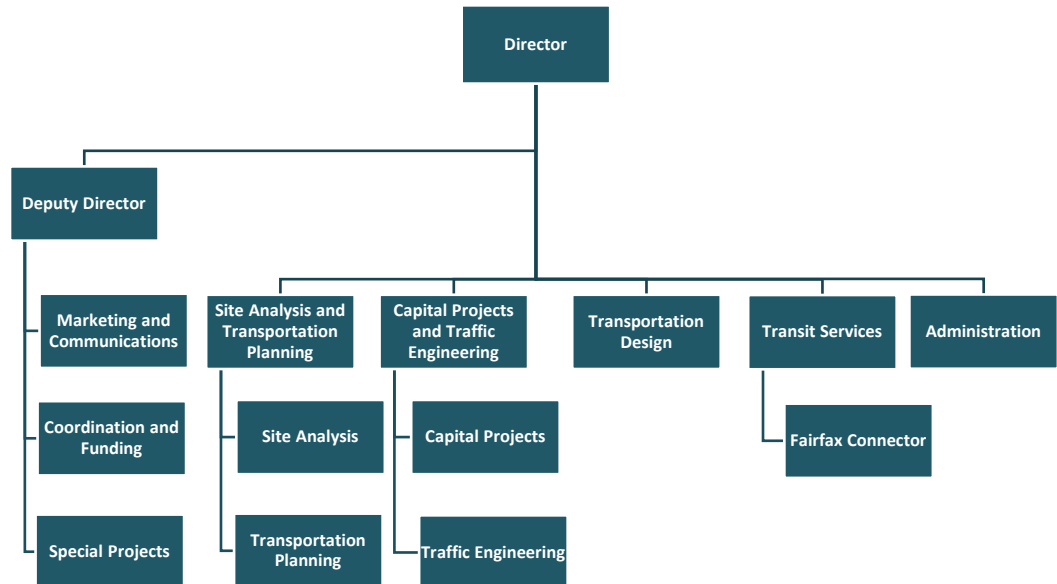 Director
Deputy Director
Marketing and
Communications
Site Analysis and
Transportation
Planning
Capital Projects
and Traffic
Engineering
Transportation
Design
Transit Services
Administration
Coordination and
Funding
Site Analysis
Capital Projects
Fairfax Connector
Special Projects
Transportation
Planning
Traffic Engineering